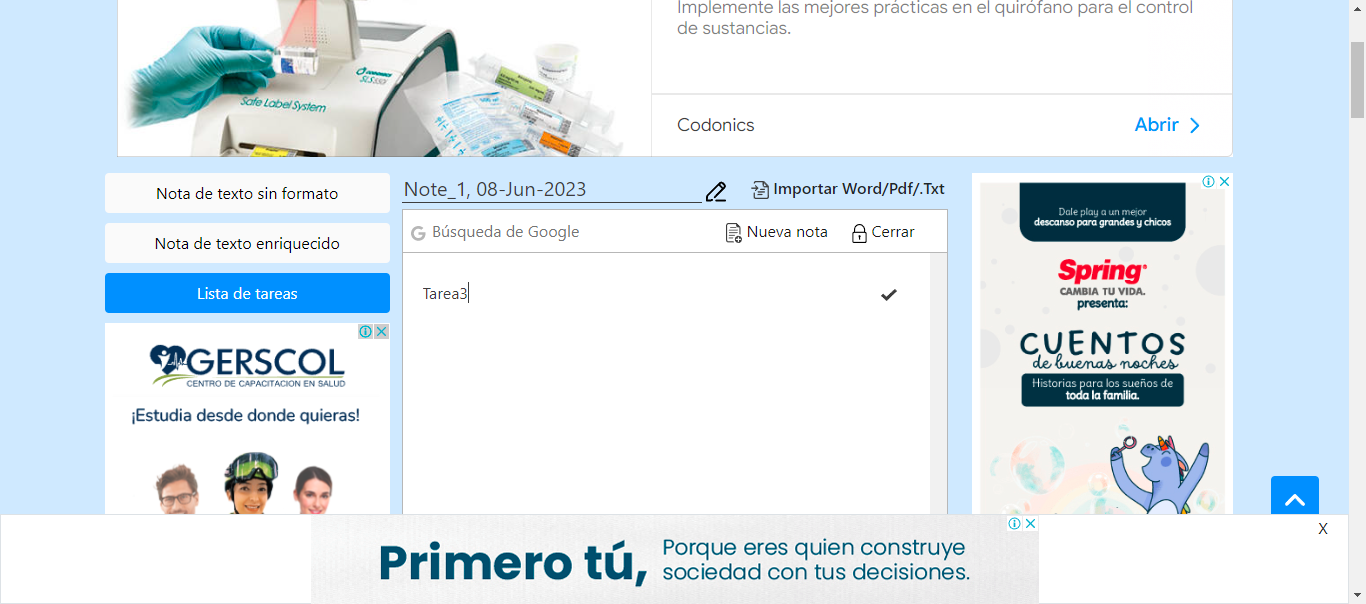 Implemente las mejores prácticas en el quirófano para el control
de sustancias.
CODONICS
Safe Label System
Codonics
Abrir
Nota de texto sin formato
Nota de texto enriquecido
Lista de tareas
Note_1, 08-Jun-2023
Importar Word/Pdf/.Txt
Búsqueda de Google
Nueva nota
Cerrar
Tarea3
GERSCOL
CENTRO DE CAPACITACION EN SALUD
¡Estudia desde donde quieras!
Dale play a un mejor
descanso para grandes y chicos
Spring
CAMBIA TU VIDA.
presenta:
CUENTOS
de buenas noches
Historias para los sueños de
toda la familia.
Primero tú,
Porque eres quien construye
sociedad con tus decisiones.
X